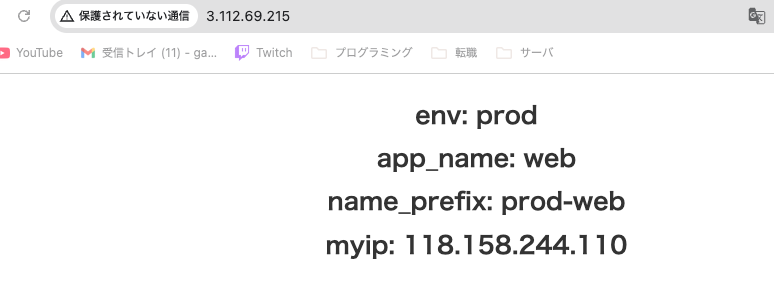 保護されていない通信 3.112.69.215
YouTube 受信トレイ (11) - ga... Twitch プログラミング 転職 サーバ
env: prod
app_name: web
name_prefix: prod-web
myip: 118.158.244.110